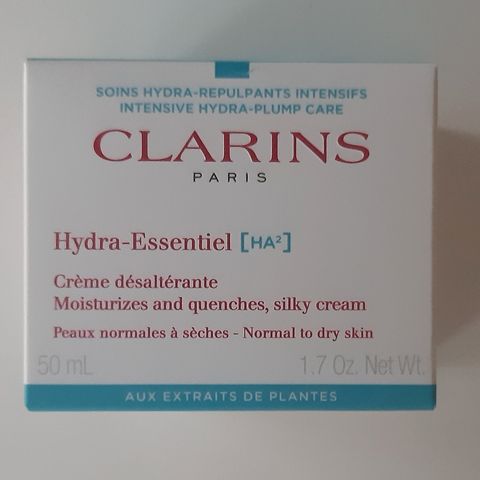 SOINS HYDRA-REPULPANTS INTENSIFS
INTENSIVE HYDRA-PLUMP CARE
CLARINS
PARIS
Hydra-Essentiel [HA²]
Crème désaltérante
Moisturizes and quenches, silky cream
Peaux normales à sèches - Normal to dry skin
50 mL 1.7 Oz. Net Wt.
AUX EXTRAITS DE PLANTES